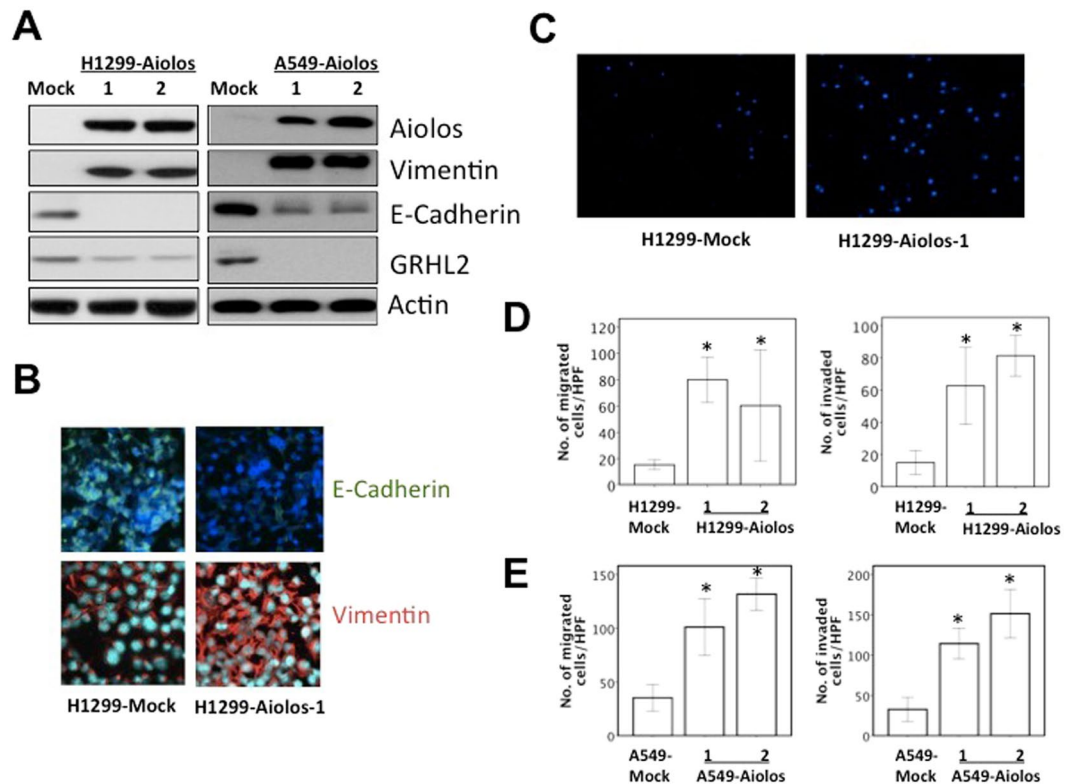 A
H1299-Aiolos
Mock 1 2
A549-Aiolos
Mock 1 2
Aiolos
Vimentin
E-Cadherin
GRHL2
Actin
B
E-Cadherin
Vimentin
H1299-Mock H1299-Aiolos-1
C
H1299-Mock H1299-Aiolos-1
D
No. of migrated
cells/HPF
120
100
80
60
40
20
0
* *
H1299-
Mock
1 2
H1299-Aiolos
No. of invaded
cells/HPF
100
80
60
40
20
0
* *
H1299-
Mock
1 2
H1299-Aiolos
E
No. of migrated
cells/HPF
150
100
50
0
* *
A549-
Mock
1 2
A549-Aiolos
No. of invaded
cells/HPF
200
150
100
50
0
* *
A549-
Mock
1 2
A549-Aiolos